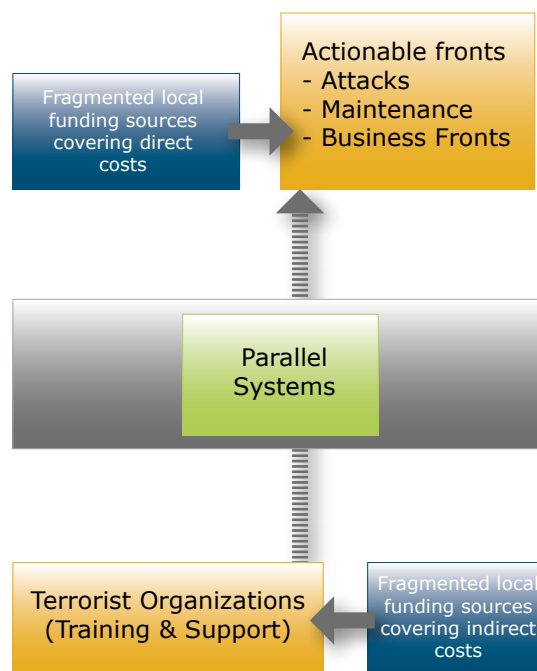 Fragmented local
funding sources
covering direct
costs
Actionable fronts
- Attacks
- Maintenance
- Business Fronts
Parallel
Systems
Terrorist Organizations
(Training & Support)
Fragmented local
funding sources
covering indirect
costs